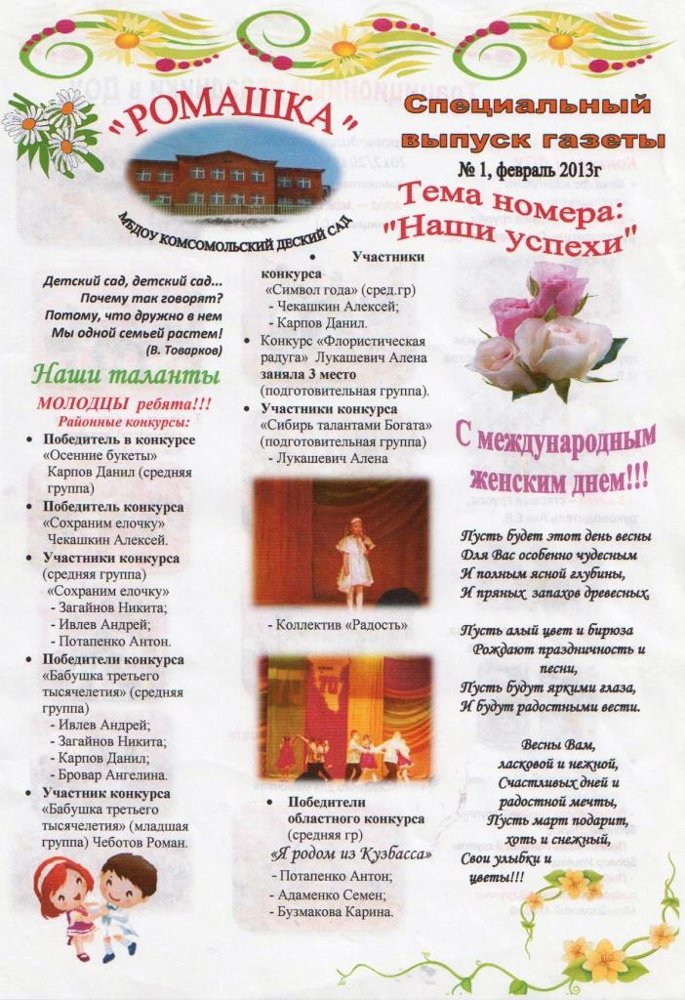 "РОМАШКА"
МБДОУ КОМСОМОЛЬСКИЙ ДЕСКИЙ САД
Специальный
выпуск газеты
№ 1, февраль 2013г
Тема номера:
"Наши успехи"
Детский сад, детский сад...
Почему так говорят?
Потому, что дружно в нем
Мы одной семьей растем!
(В. Товарков)
Наши таланты
МОЛОДЦЫ ребята!!!
Районные конкурсы:
• Победитель в конкурсе
«Осенние букеты»
Карпов Данил (средняя
группа)
• Победитель конкурса
«Сохраним елочку»
Чекашкин Алексей.
• Участники конкурса
(средняя группа)
«Сохраним елочку»
- Загайнов Никита;
- Ивлев Андрей;
- Потапенко Антон.
• Победители конкурса
«Бабушка третьего
тысячелетия» (средняя
группа)
- Ивлев Андрей;
- Загайнов Никита;
- Карпов Данил;
- Бровар Ангелина.
• Участник конкурса
«Бабушка третьего
тысячелетия» (младшая
группа) Чеботов Роман.
• Участники
конкурса
«Символ года» (сред.гр)
- Чекашкин Алексей;
- Карпов Данил.
• Конкурс «Флористическая
радуга» Лукашевич Алена
заняла 3 место
(подготовительная группа).
• Участники конкурса
«Сибирь талантами Богата»
(подготовительная группа)
- Лукашевич Алена
- Коллектив «Радость»
• Победители
областного конкурса
(средняя гр)
«Я родом из Кузбасса»
- Потапенко Антон;
- Адаменко Семен;
- Бузмакова Карина.
С международным
женским днем!!!
Пусть будет этот день весны
Для Вас особенно чудесным
И полным ясной глубины,
И пряных запахов древесных.
Пусть алый цвет и бирюза
Рождают праздничность и
песни,
Пусть будут яркими глаза,
И будут радостными вести.
Весны Вам,
ласковой и нежной,
Счастливых дней и
радостной мечты,
Пусть март подарит,
хоть и снежный,
Свои улыбки и
цветы!!!